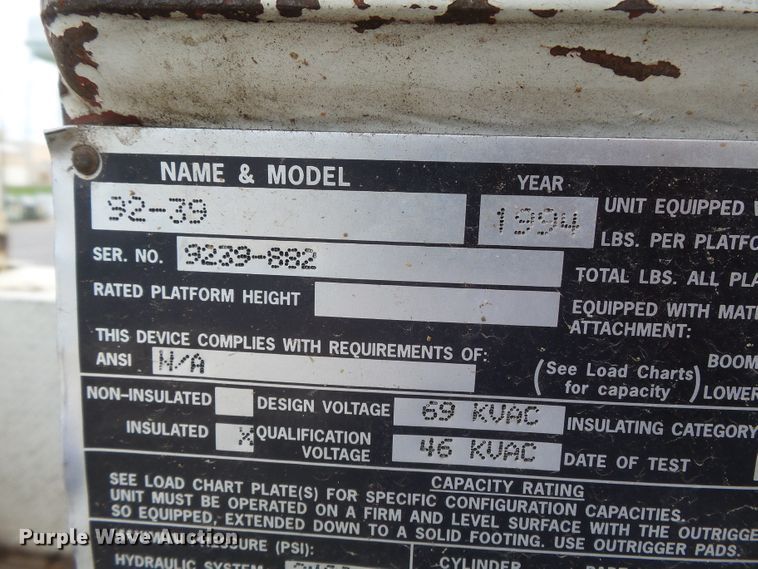 NAME & MODEL YEAR
92-39 1994 UNIT EQUIPPED
LBS. PER PLATFO
SER. NO. 9239-882
TOTAL LBS. ALL PLA
RATED PLATFORM HEIGHT
EQUIPPED WITH MAT
ATTACHMENT:
THIS DEVICE COMPLIES WITH REQUIREMENTS OF:
ANSI N/A
BOOM
(See Load Charts
for capacity) LOWER
NON-INSULATED DESIGN VOLTAGE 69 KVAC INSULATING CATEGORY
INSULATED X QUALIFICATION
VOLTAGE 46 KVAC DATE OF TEST
CAPACITY RATING
SEE LOAD CHART PLATE(S) FOR SPECIFIC CONFIGURATION CAPACITIES.
UNIT MUST BE OPERATED ON A FIRM AND LEVEL SURFACE WITH THE OUTRIGGE
SO EQUIPPED, EXTENDED DOWN TO A SOLID FOOTING. USE OUTRIGGER PADS.
PRESSURE (PSI):
HYDRAULIC SYSTEM
CYLINDER
Purple Wave Auction